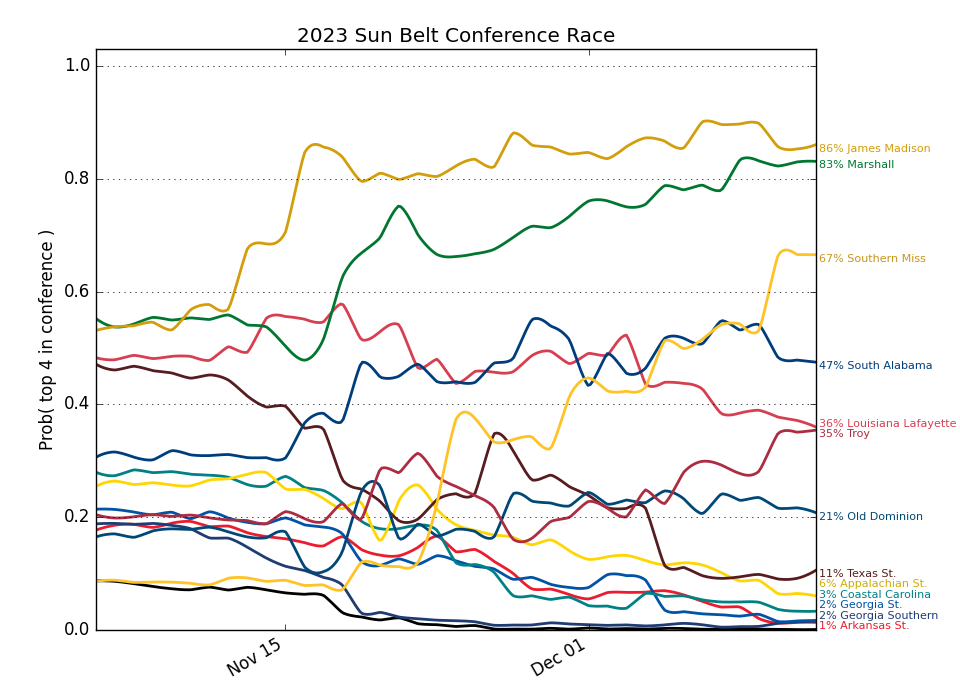 2023 Sun Belt Conference Race
Prob( top 4 in conference )
1.0
0.8
0.6
0.4
0.2
0.0
Nov 15
Dec 01
86% James Madison
83% Marshall
67% Southern Miss
47% South Alabama
36% Louisiana Lafayette
35% Troy
21% Old Dominion
11% Texas St.
6% Appalachian St.
3% Coastal Carolina
2% Georgia St.
2% Georgia Southern
1% Arkansas St.